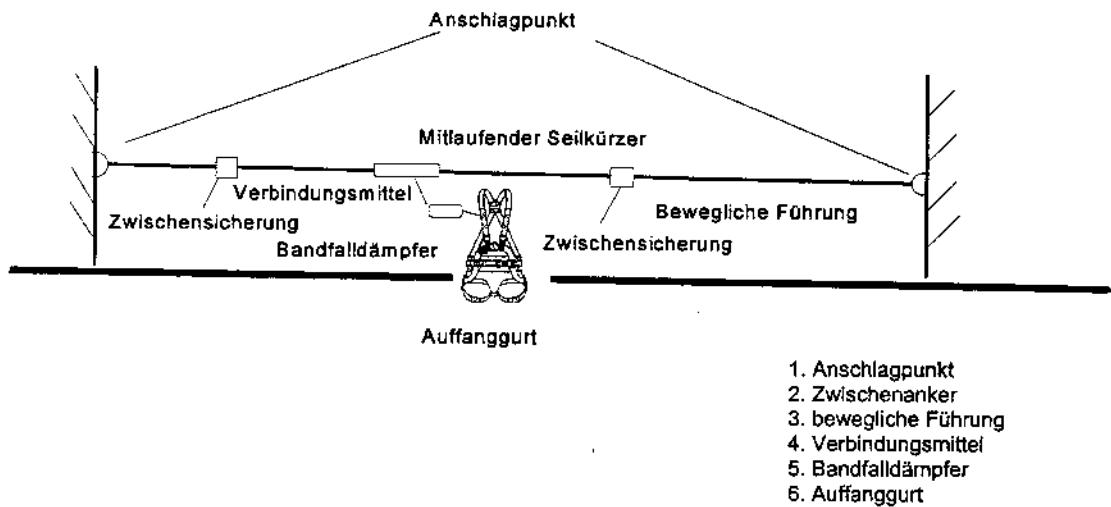 Anschlagpunkt
Mitlaufender Seilkürzer
Verbindungsmittel
Zwischensicherung
Bewegliche Führung
Zwischensicherung
Bandfalldämpfer
Auffanggurt
1. Anschlagpunkt
2. Zwischenanker
3. bewegliche Führung
4. Verbindungsmittel
5. Bandfalldämpfer
6. Auffanggurt